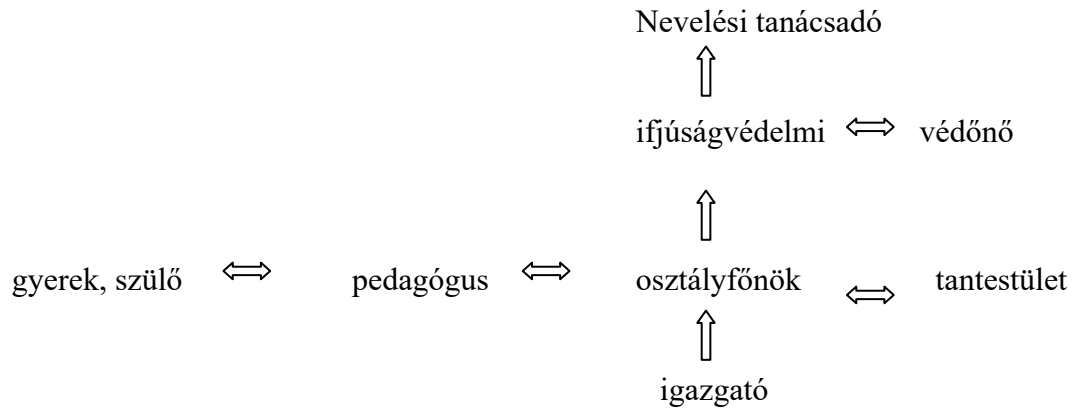 Nevelési tanácsadó
ifjúságvédelmi védőnő
gyerek, szülő pedagógus osztályfőnök tantestület
igazgató